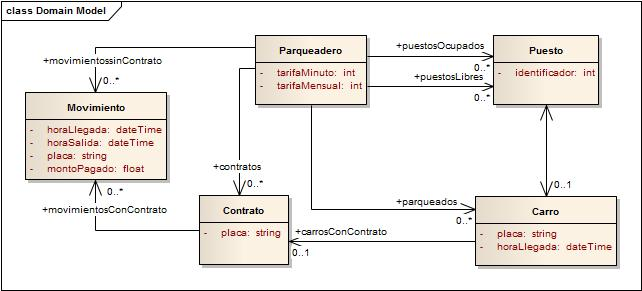 class Domain Model
Parqueadero
- tarifaMinuto: int
- tarifaMensual: int
Puesto
- identificador: int
+puestosOcupados
0..*
+puestosLibres
0..*
+movimientossinContrato
0..*
Movimiento
- horaLlegada: dateTime
- horaSalida: dateTime
- placa: string
- montoPagado: float
+contratos
0..*
0..*
+movimientosConContrato
Contrato
- placa: string
+parqueados
0..*
0..1
Carro
- placa: string
- horaLlegada: dateTime
+carrosConContrato
0..1